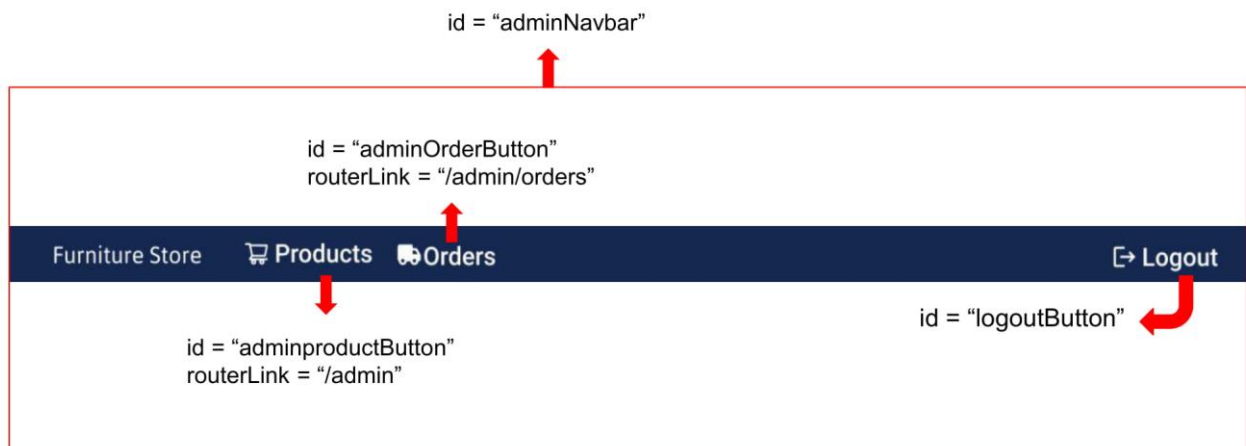 id = “adminNavbar”
id = “adminOrderButton”
routerLink = “/admin/orders”
Furniture Store Products Orders Logout
id = “logoutButton”
id = “adminproductButton”
routerLink = “/admin”